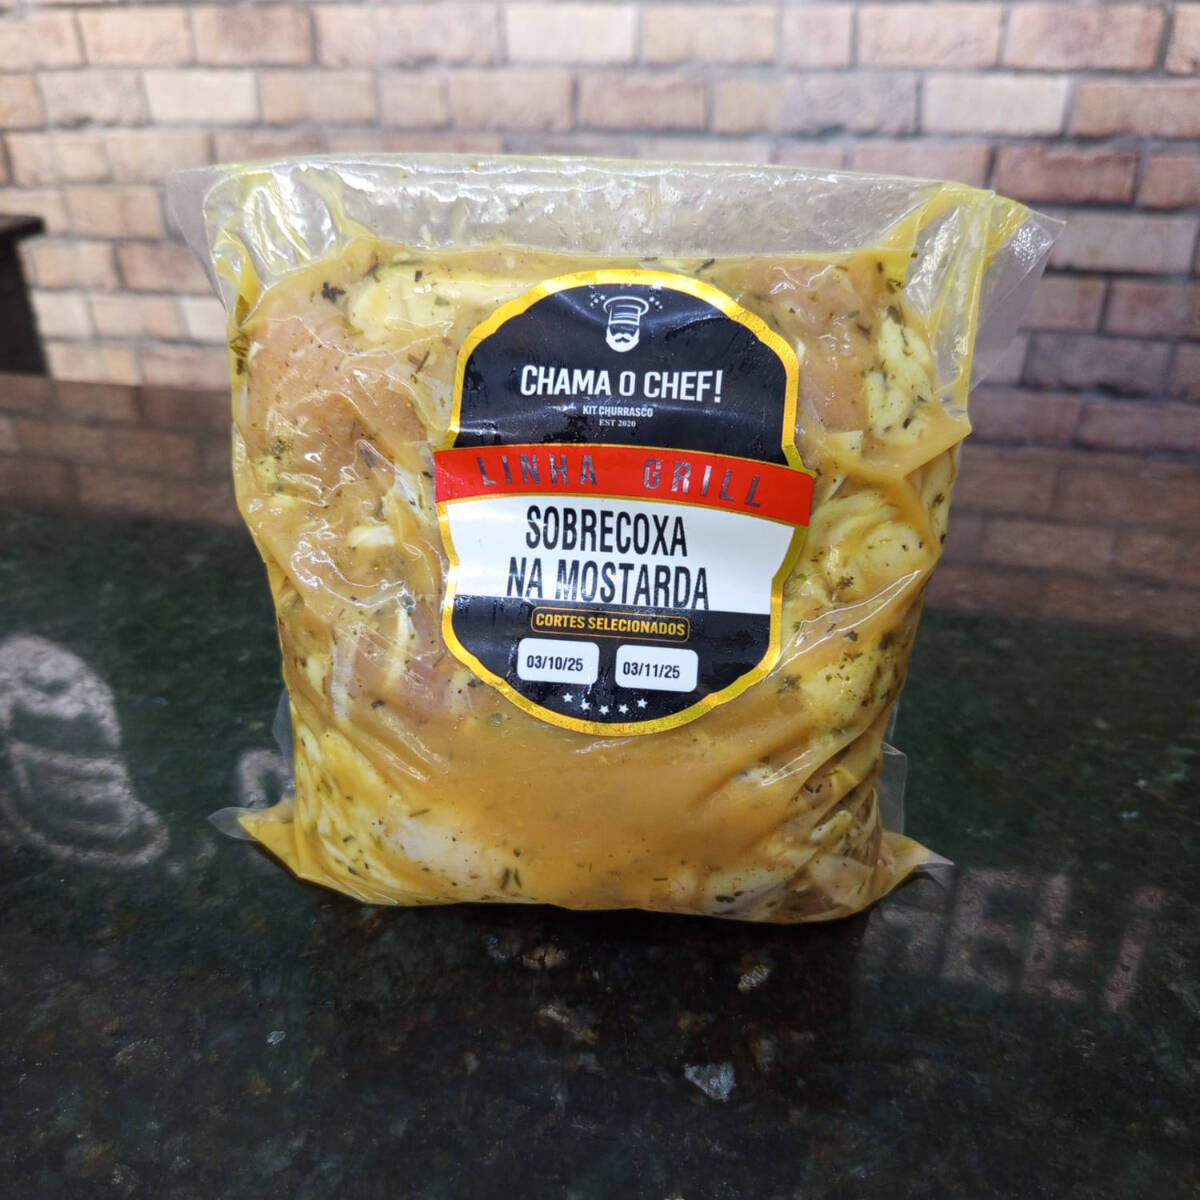 CHAMA O CHEF!
KIT CHURRASCO
EST 2020
LINHA GRILL
SOBRECOXA
NA MOSTARDA
CORTES SELECIONADOS
03/10/25 03/11/25